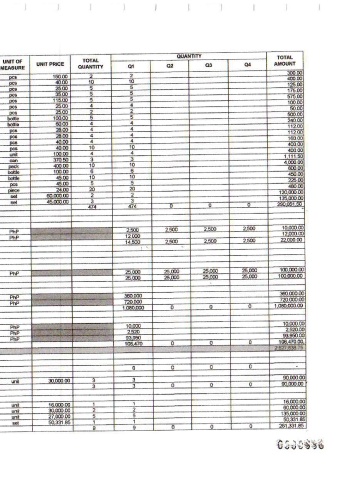 UNIT OF MEASURE UNIT PRICE TOTAL QUANTITY QUANTITY Q1 Q2 Q3 Q4 TOTAL AMOUNT
pcs 150.00 2 2 300.00
pcs 40.00 10 10 400.00
pcs 25.00 5 5 125.00
pcs 35.00 5 5 175.00
pcs 115.00 5 5 575.00
pcs 25.00 4 4 100.00
pcs 25.00 2 2 50.00
bottle 100.00 5 5 500.00
bottle 60.00 4 4 240.00
pcs 28.00 4 4 112.00
pcs 28.00 4 4 112.00
pcs 40.00 4 4 160.00
pcs 40.00 10 10 400.00
unit 100.00 4 4 400.00
can 370.50 3 3 1,111.50
pack 400.00 10 10 4,000.00
bottle 100.00 6 6 600.00
bottle 45.00 10 10 450.00
pcs 45.00 5 5 225.00
piece 24.00 20 20 480.00
set 60,000.00 2 2 120,000.00
set 45,000.00 3 3 135,000.00
474 474 0 0 0
PhP 2,500 2,500 2,500 2,500 10,000.00
PhP 12,000 12,000.00
14,500 2,500 2,500 2,500 22,000.00
PhP 25,000 25,000 25,000 25,000 100,000.00
25,000 25,000 25,000 25,000 100,000.00
PhP 360,000 360,000.00
PhP 720,000 720,000.00
1,080,000 0 0 0 1,080,000.00
PhP 10,000 10,000.00
PhP 2,520 2,520.00
PhP 93,950 93,950.00
106,470 0 0 0 106,470.00
0 0 0 0 -
unit 30,000.00 3 3 90,000.00
3 3 0 0 0 90,000.00
unit 16,000.00 1 1 16,000.00
unit 30,000.00 2 2 60,000.00
unit 27,000.00 5 5 135,000.00
set 50,331.85 1 1 50,331.85
9 9 0 0 0 261,331.85